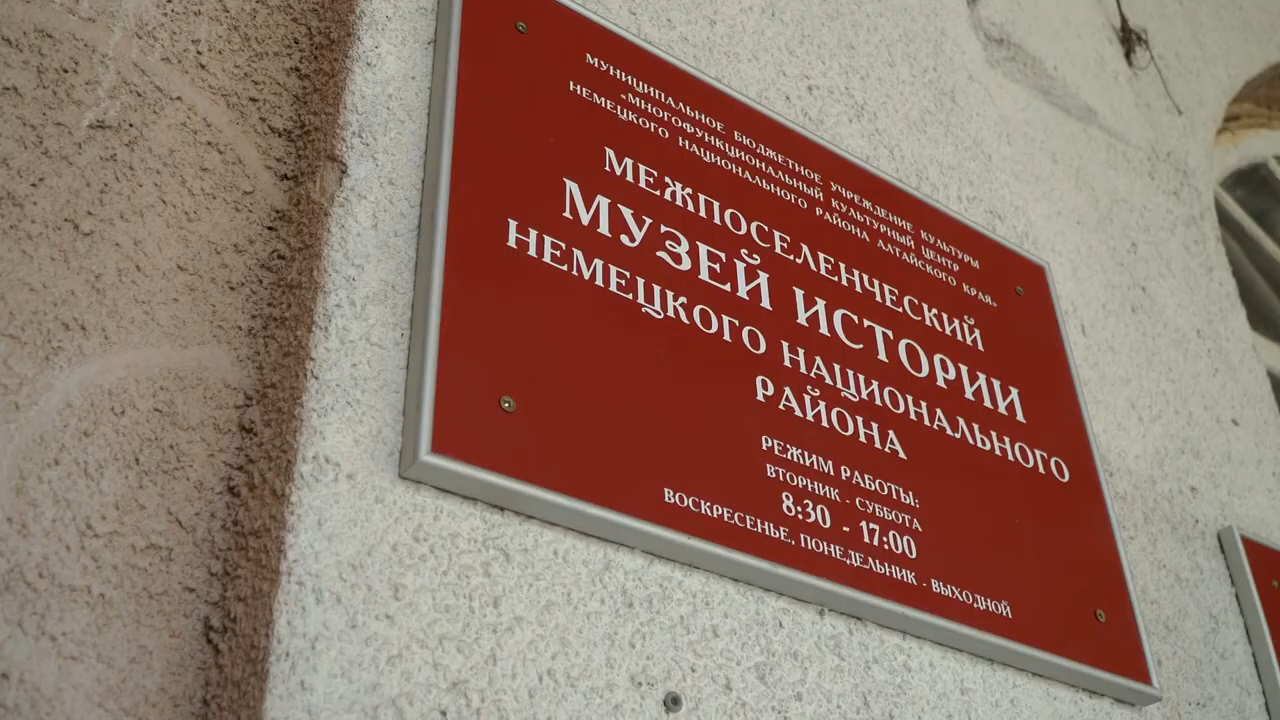 МУНИЦИПАЛЬНОЕ БЮДЖЕТНОЕ УЧРЕЖДЕНИЕ КУЛЬТУРЫ
«МНОГОФУНКЦИОНАЛЬНЫЙ КУЛЬТУРНЫЙ ЦЕНТР
НЕМЕЦКОГО НАЦИОНАЛЬНОГО РАЙОНА АЛТАЙСКОГО КРАЯ»
МЕЖПОСЕЛЕНЧЕСКИЙ
МУЗЕЙ ИСТОРИИ
НЕМЕЦКОГО НАЦИОНАЛЬНОГО
РАЙОНА
РЕЖИМ РАБОТЫ:
ВТОРНИК - СУББОТА
8:30 - 17:00
ВОСКРЕСЕНЬЕ, ПОНЕДЕЛЬНИК - ВЫХОДНОЙ